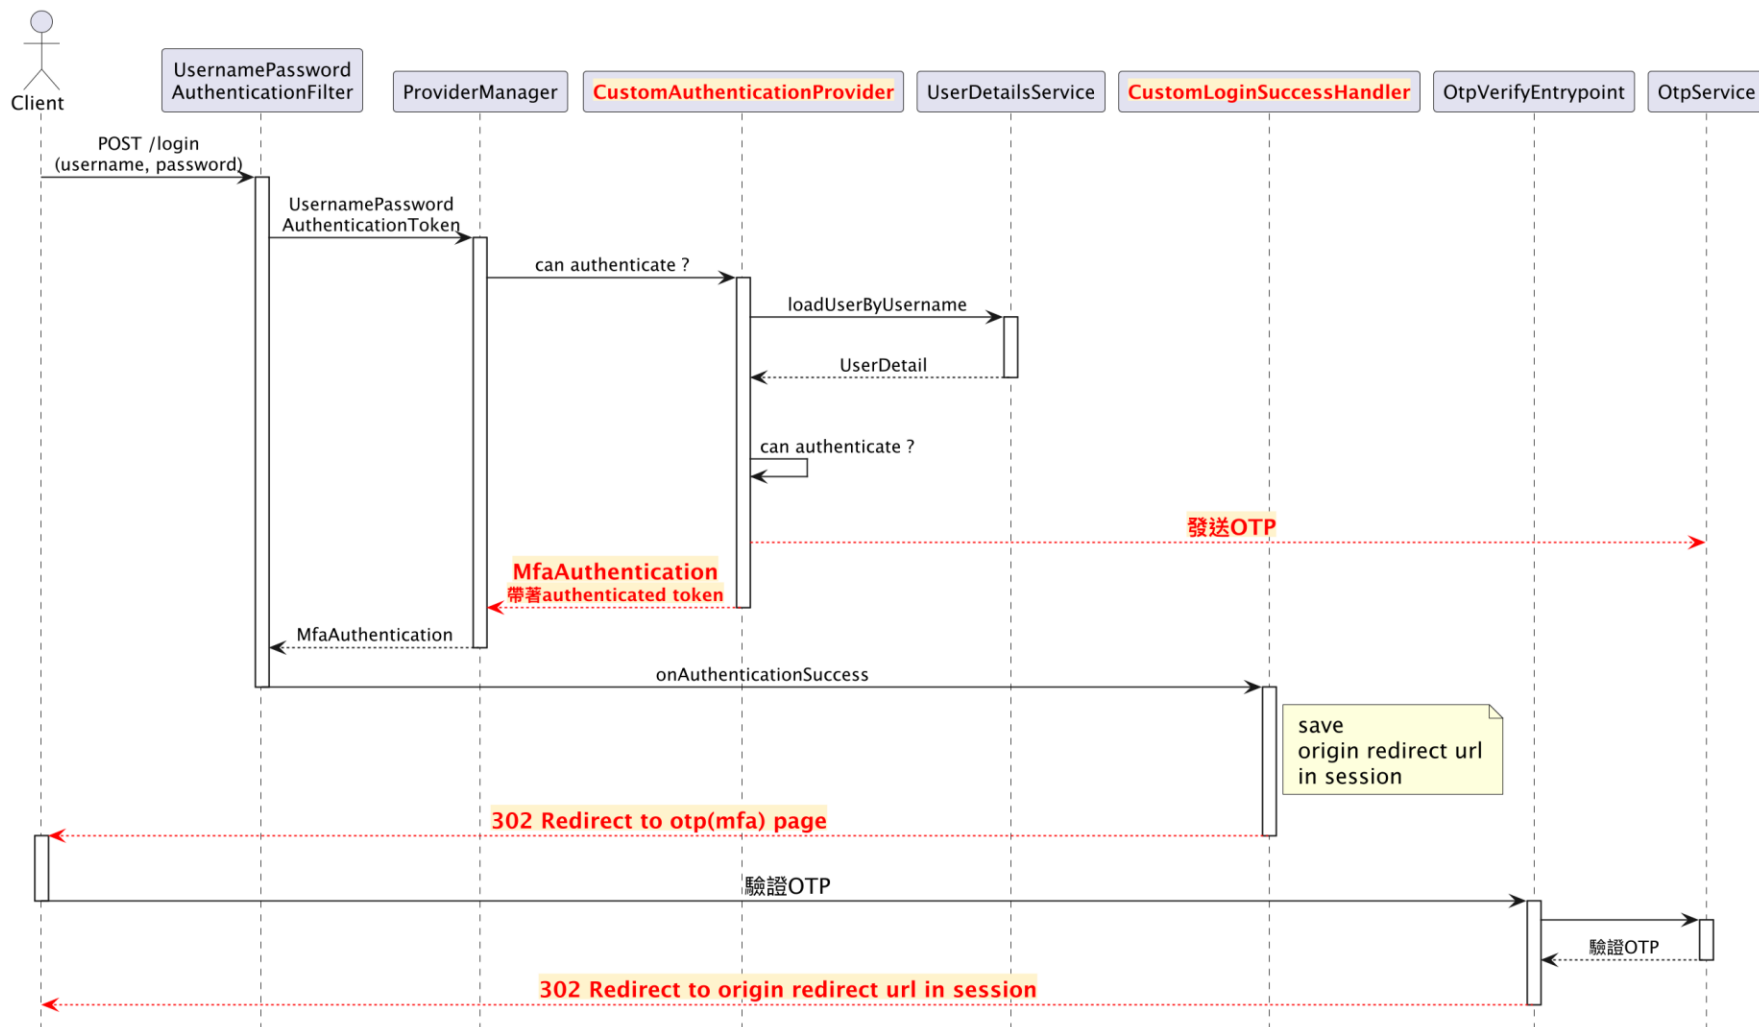 Client
UsernamePassword
AuthenticationFilter
ProviderManager
CustomAuthenticationProvider
UserDetailsService
CustomLoginSuccessHandler
OtpVerifyEntrypoint
OtpService
POST /login
(username, password)
UsernamePassword
AuthenticationToken
can authenticate ?
loadUserByUsername
UserDetail
can authenticate ?
發送OTP
MfaAuthentication
帶著authenticated token
MfaAuthentication
onAuthenticationSuccess
save
origin redirect url
in session
302 Redirect to otp(mfa) page
驗證OTP
驗證OTP
302 Redirect to origin redirect url in session